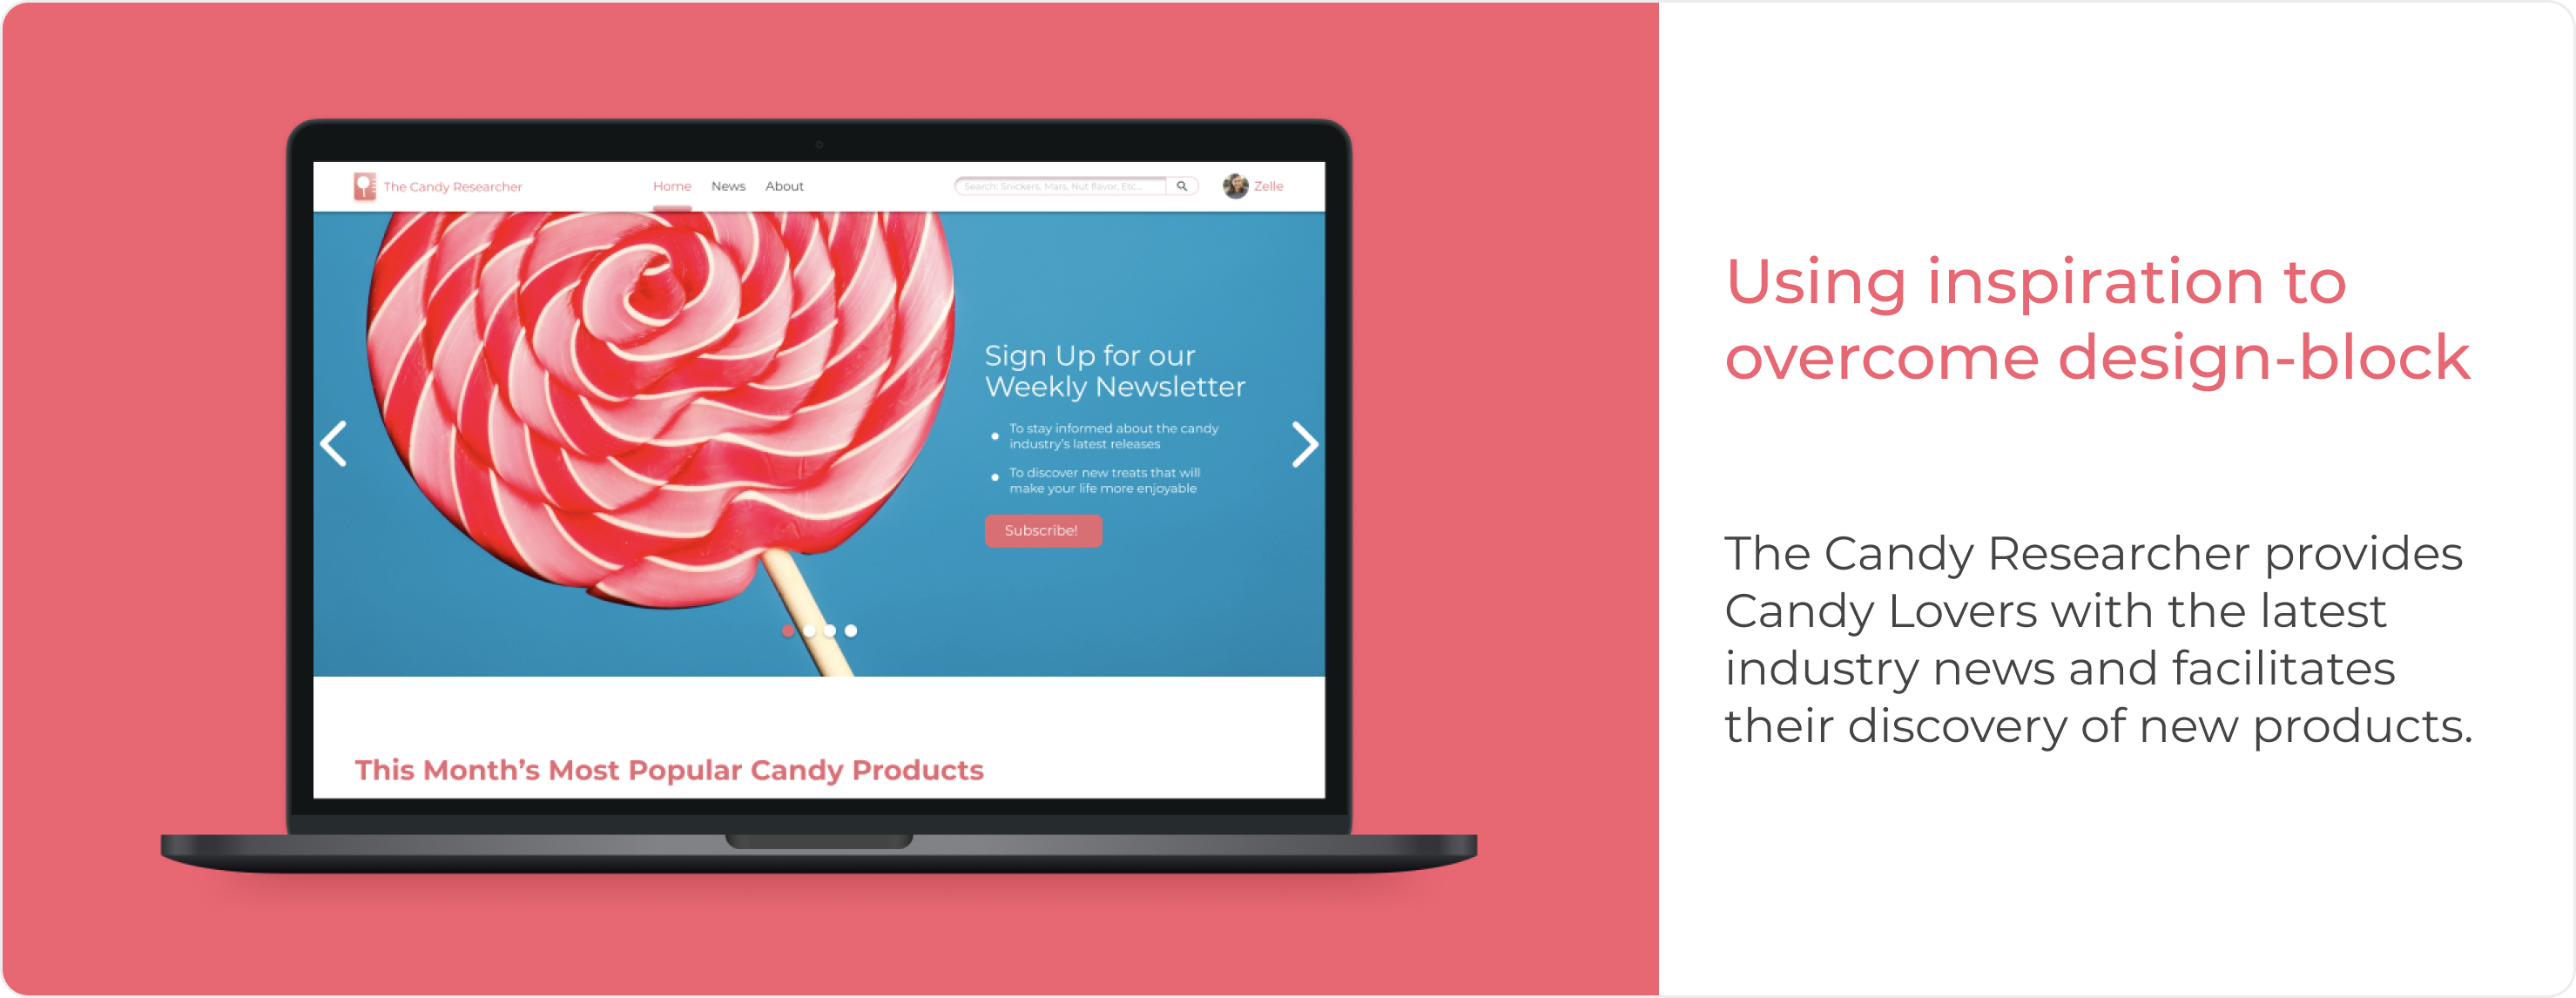 The Candy Researcher
Home News About
Search: Snickers, Mars, Nut flavor, Etc...
Zelle
Sign Up for our
Weekly Newsletter
To stay informed about the candy
industry’s latest releases
To discover new treats that will
make your life more enjoyable
Subscribe!
This Month’s Most Popular Candy Products
Using inspiration to
overcome design-block
The Candy Researcher provides
Candy Lovers with the latest
industry news and facilitates
their discovery of new products.